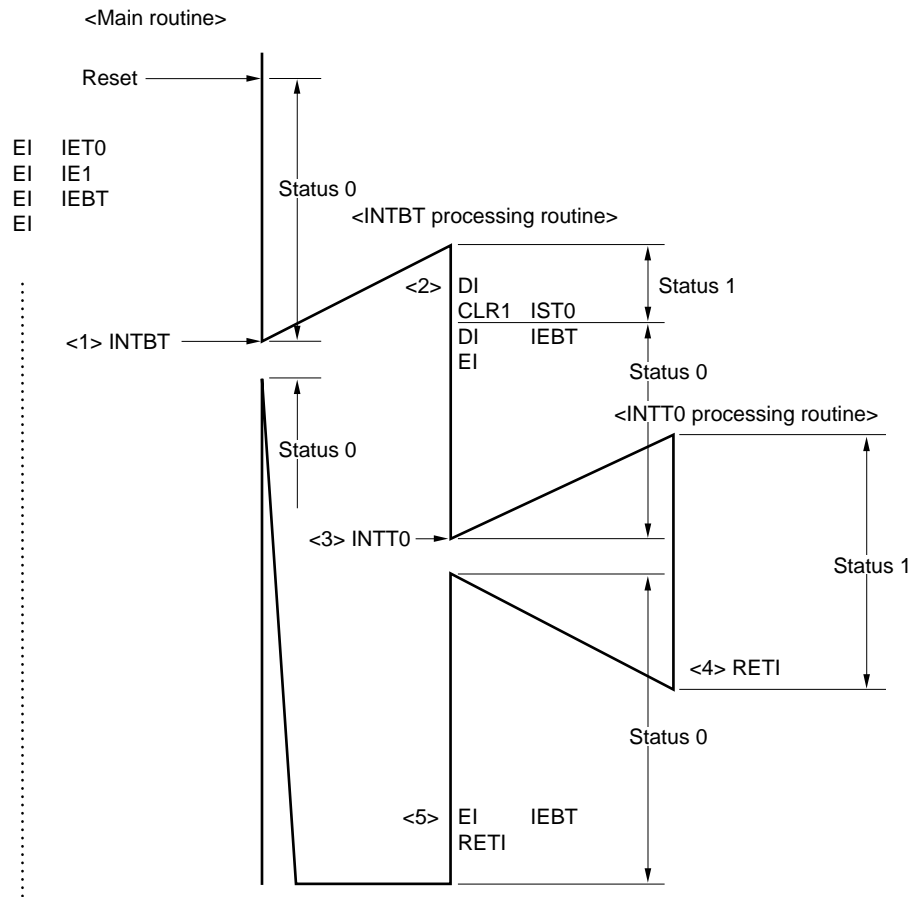 <Main routine>
Reset
EI IET0
EI IE1
EI IEBT
EI
Status 0
<INTBT processing routine>
<2> DI
CLR1 IST0
DI IEBT
EI
Status 1
<1> INTBT
Status 0
<INTT0 processing routine>
Status 0
<3> INTT0
Status 1
<4> RETI
Status 0
<5> EI IEBT
RETI